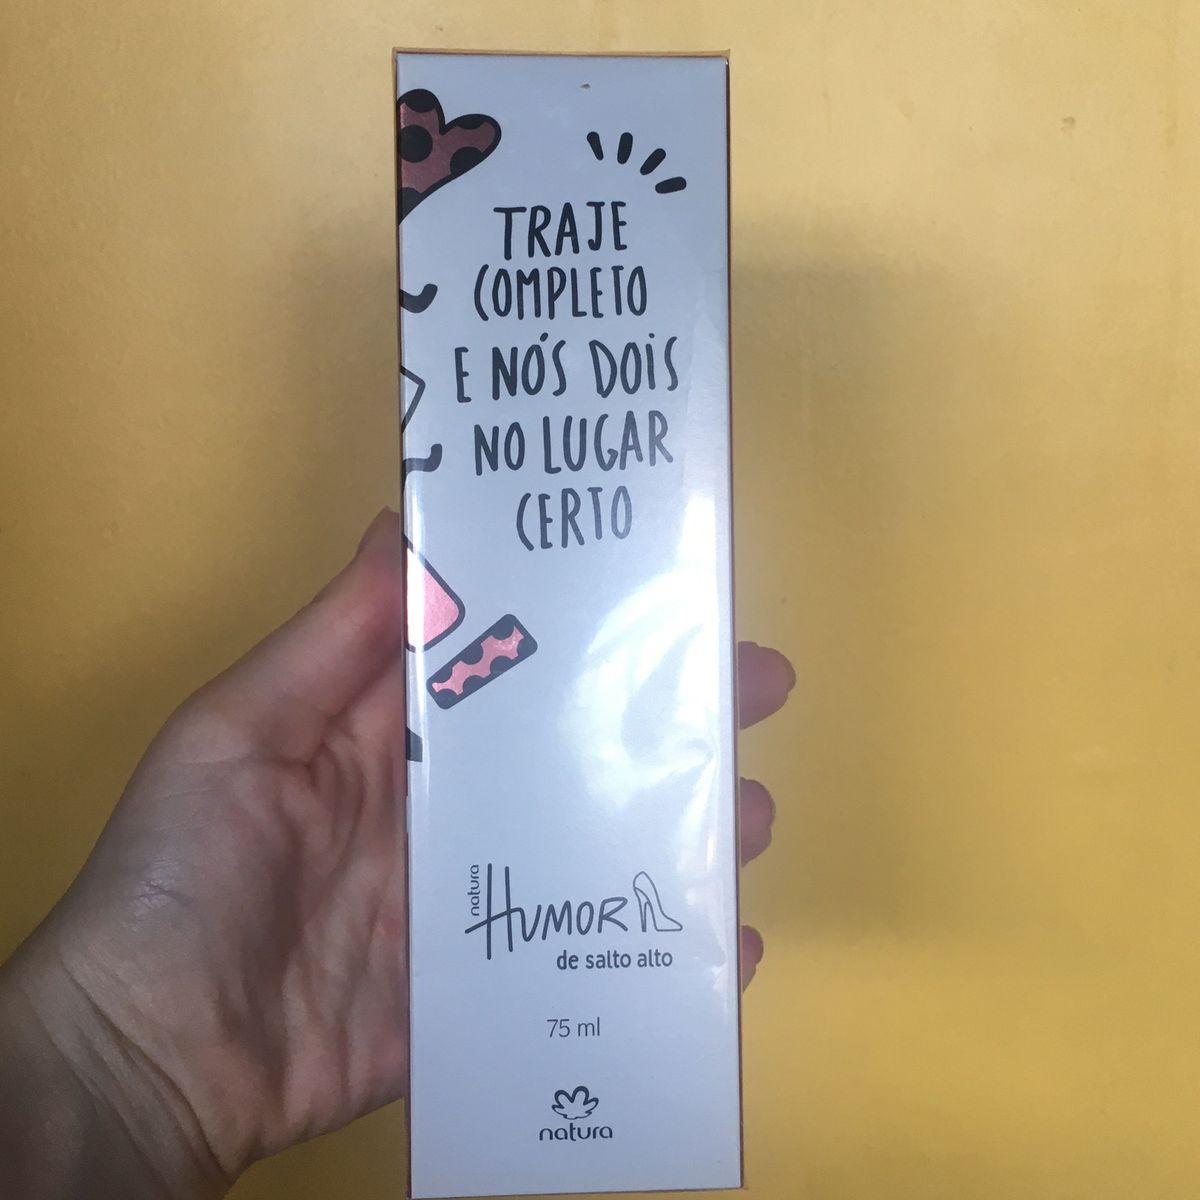 TRAJE
COMPLETO
E NÓS DOIS
NO LUGAR
CERTO
natura
HUMOR
de salto alto
75 ml
natura